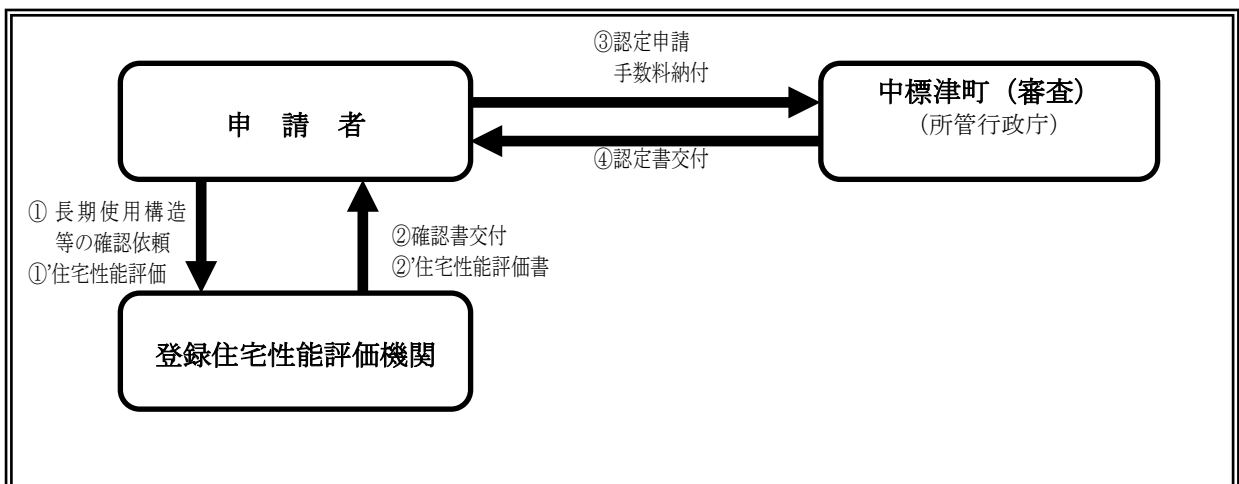 ③認定申請
手数料納付
申 請 者
中標津町（審査）
（所管行政庁）
④認定書交付
① 長期使用構造
等の確認依頼
①’住宅性能評価
②確認書交付
②’住宅性能評価書
登録住宅性能評価機関